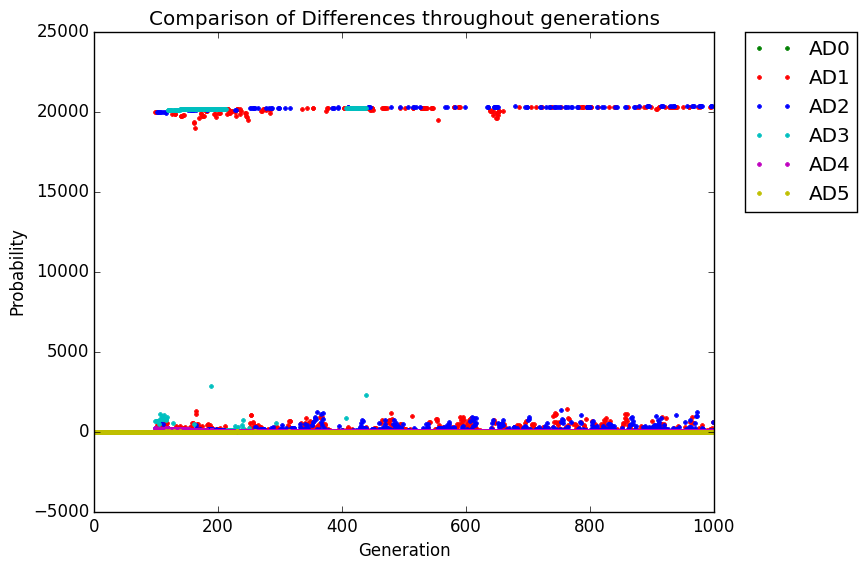 Comparison of Differences throughout generations
25000
20000
15000
10000
5000
0
−5000
Probability
0 200 400 600 800 1000
Generation
AD0
AD1
AD2
AD3
AD4
AD5